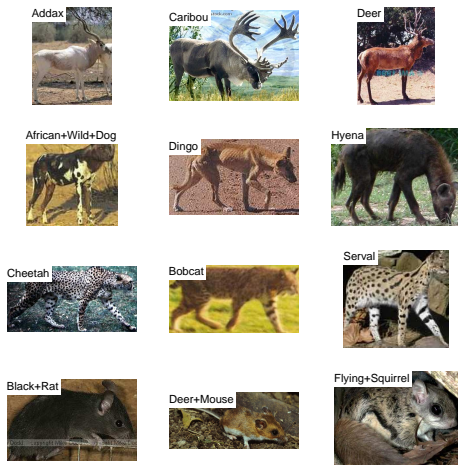 Addax
Caribou
Deer
African+Wild+Dog
Dingo
Hyena
Cheetah
Bobcat
Serval
Black+Rat
Deer+Mouse
Flying+Squirrel